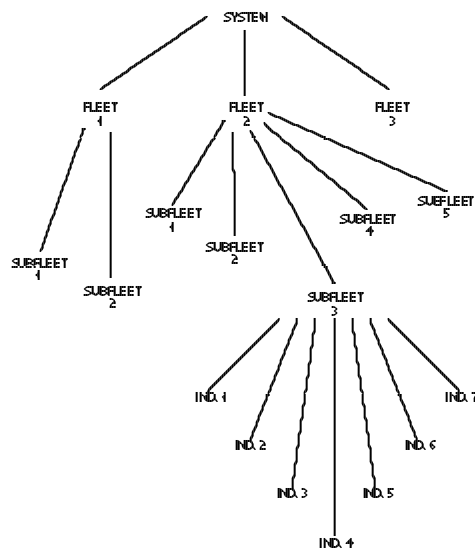 SYSTEM
FLEET
1
FLEET
2
FLEET
3
SUBFLEET
1
SUBFLEET
2
SUBFLEET
1
SUBFLEET
2
SUBFLEET
3
SUBFLEET
4
SUBFLEET
5
IND. 1
IND. 2
IND. 3
IND. 4
IND. 5
IND. 6
IND. 7